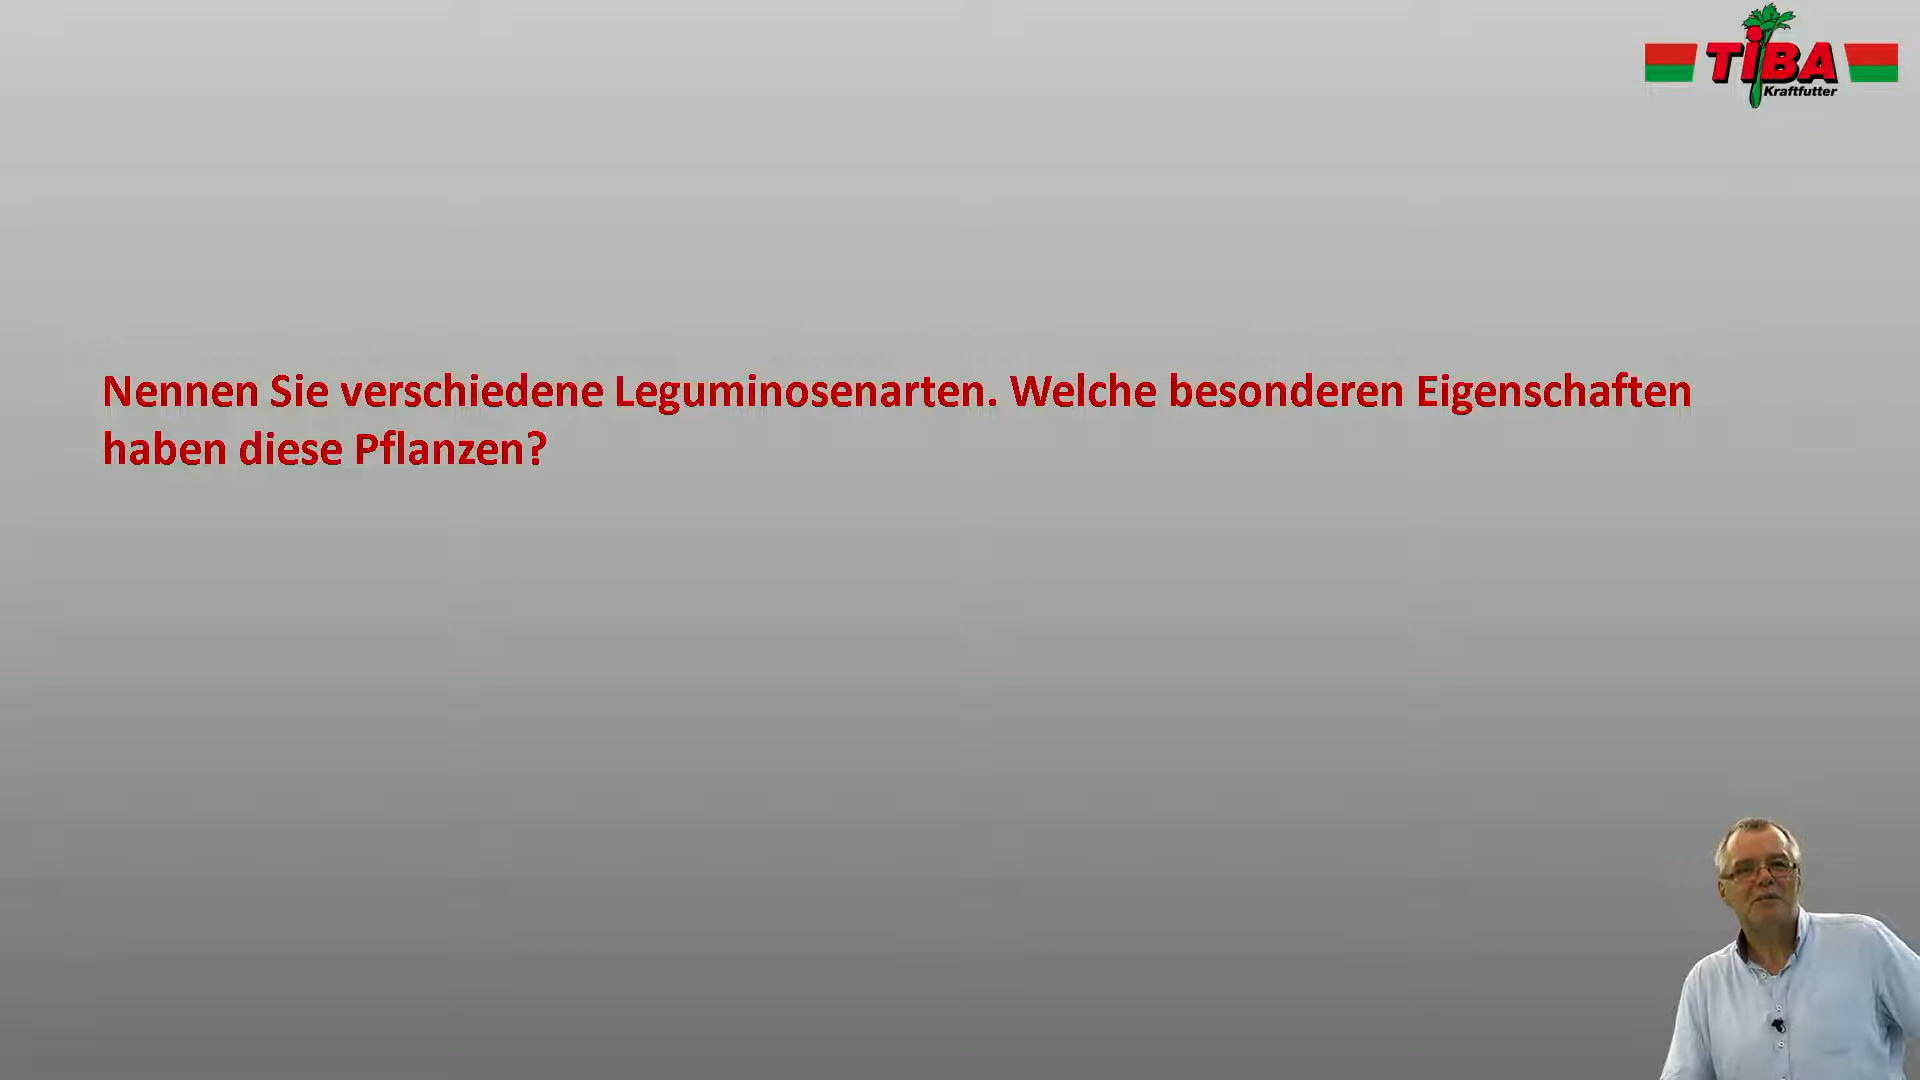 TiBA
Kraftfutter
Nennen Sie verschiedene Leguminosenarten. Welche besonderen Eigenschaften
haben diese Pflanzen?